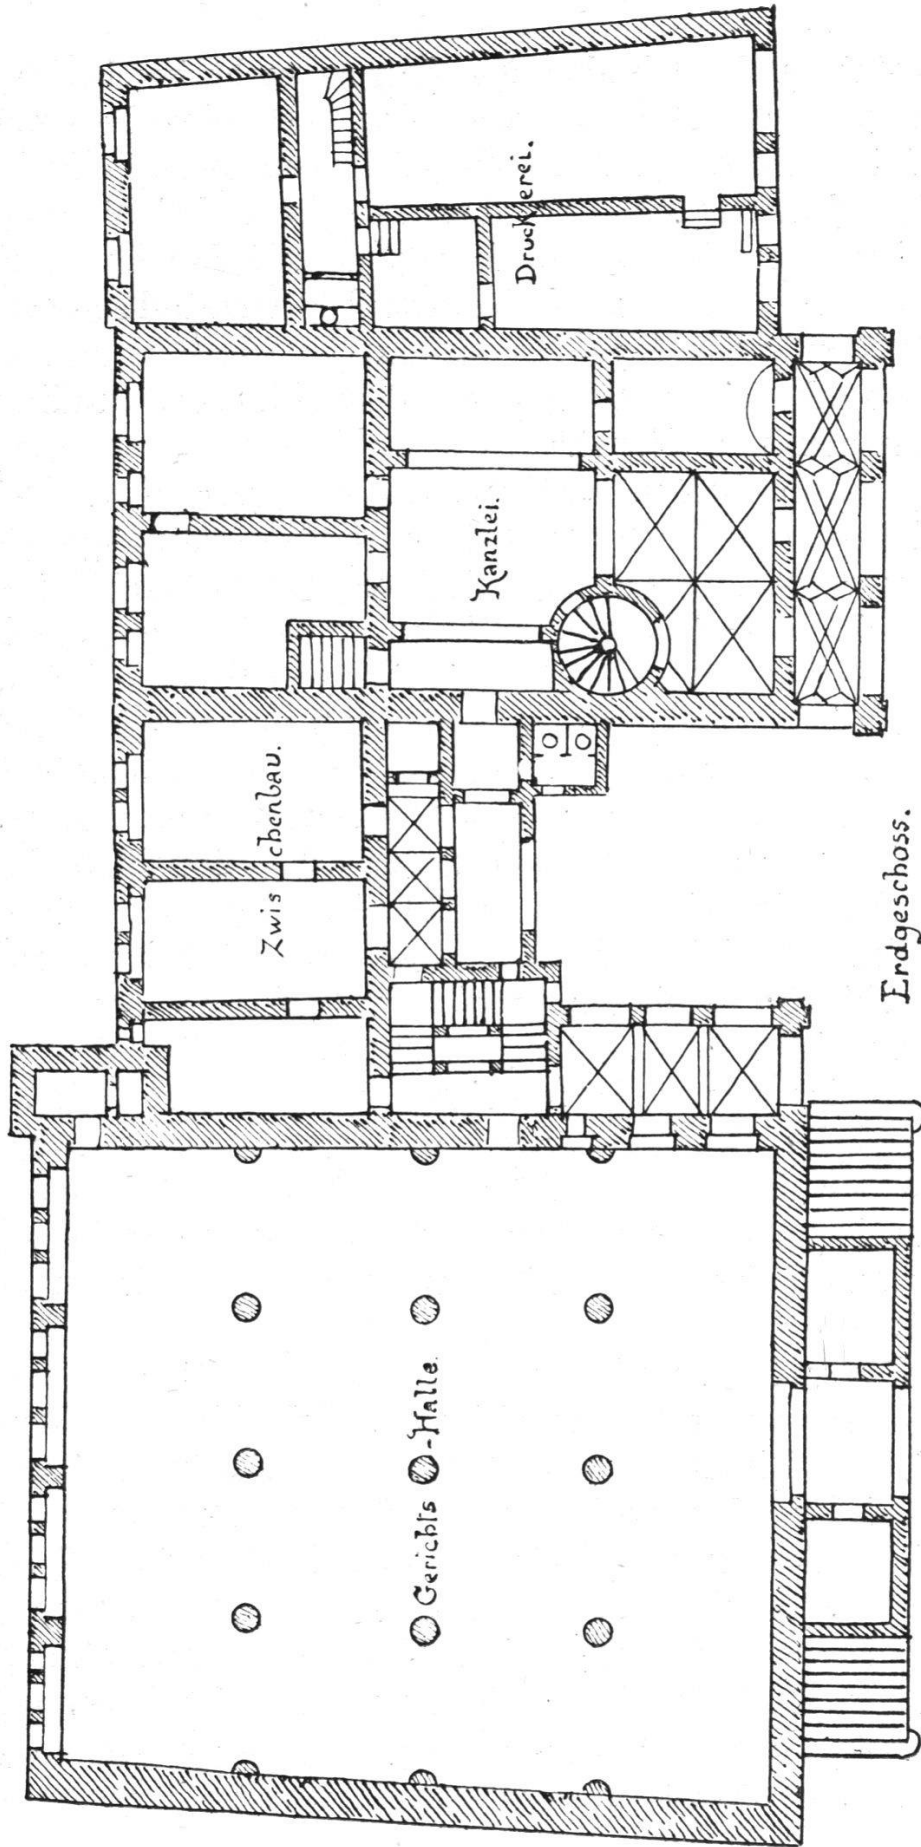 Gerichts-Halle.
Zwischenbau.
Kanzlei.
Druckerei.
Erdgeschoss.